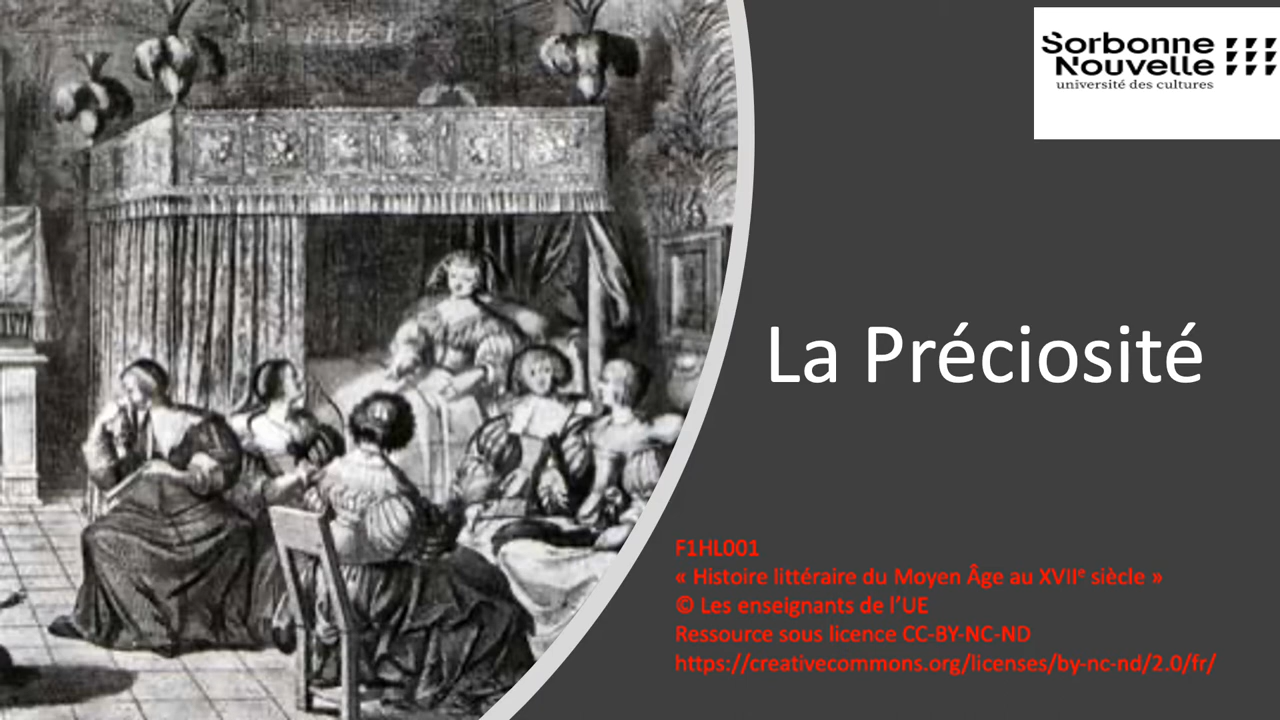 Sorbonne
Nouvelle
université des cultures
La Préciosité
F1HL001
« Histoire littéraire du Moyen Âge au XVIIe siècle »
© Les enseignants de l’UE
Ressource sous licence CC-BY-NC-ND
https://creativecommons.org/licenses/by-nc-nd/2.0/fr/